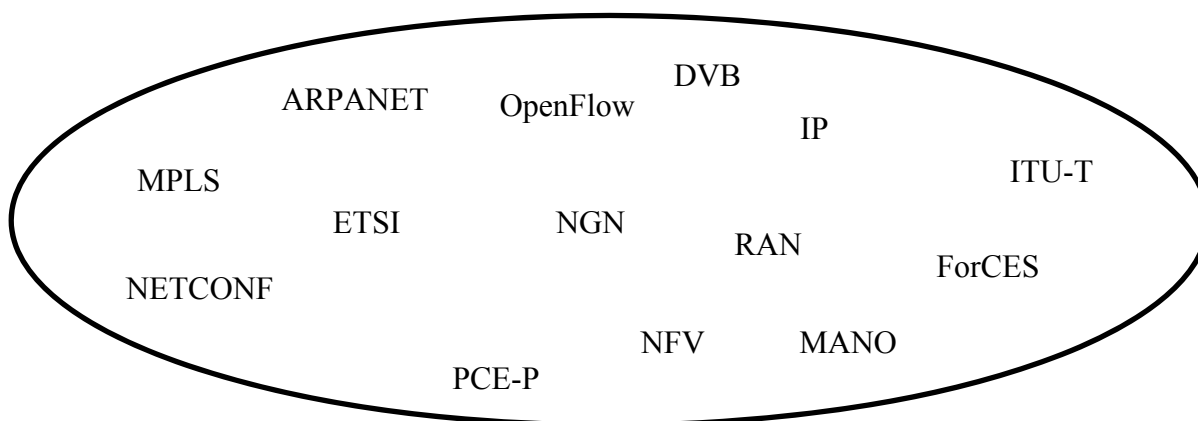 DVB
ARPANET
OpenFlow
IP
ITU-T
MPLS
ETSI
NGN
RAN
ForCES
NETCONF
NFV
MANO
PCE-P